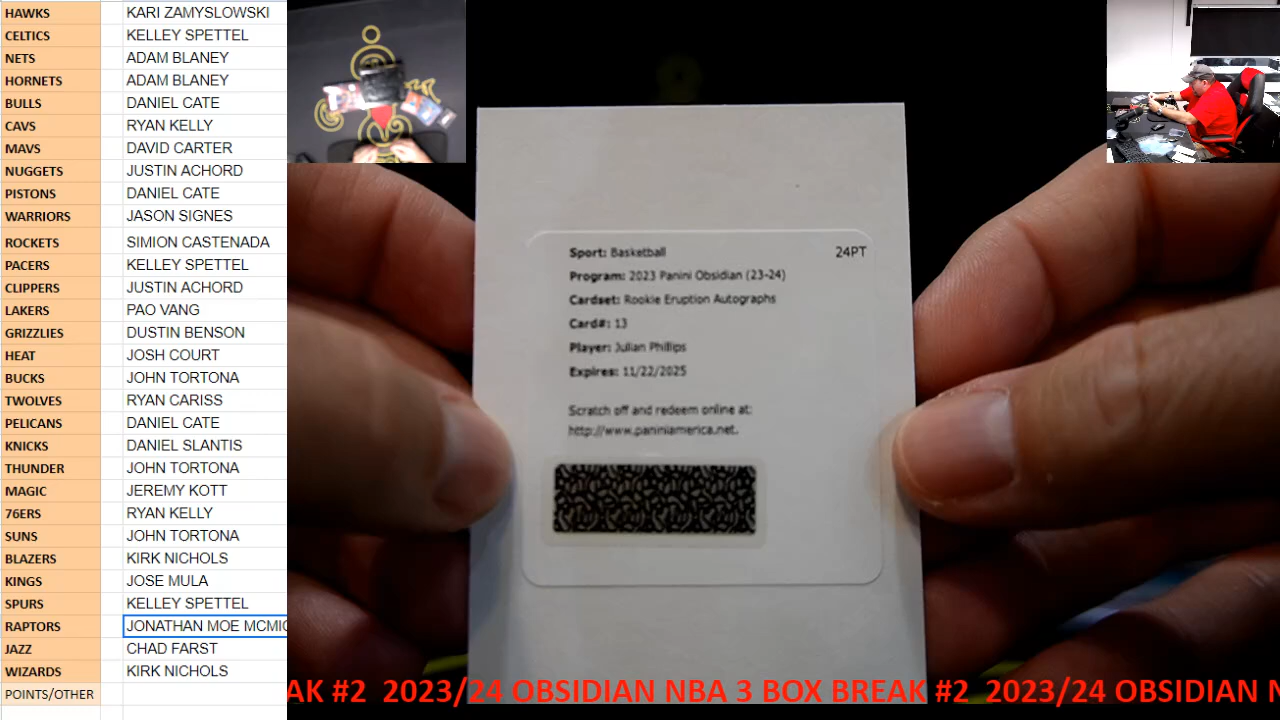 HAWKS KARI ZAMYSLOWSKI
CELTICS KELLEY SPETTEL
NETS ADAM BLANEY
HORNETS ADAM BLANEY
BULLS DANIEL CATE
CAVS RYAN KELLY
MAVS DAVID CARTER
NUGGETS JUSTIN ACHORD
PISTONS DANIEL CATE
WARRIORS JASON SIGNES
ROCKETS SIMION CASTENADA
PACERS KELLEY SPETTEL
CLIPPERS JUSTIN ACHORD
LAKERS PAO VANG
GRIZZLIES DUSTIN BENSON
HEAT JOSH COURT
BUCKS JOHN TORTONA
TWOLVES RYAN CARISS
PELICANS DANIEL CATE
KNICKS DANIEL SLANTIS
THUNDER JOHN TORTONA
MAGIC JEREMY KOTT
76ERS RYAN KELLY
SUNS JOHN TORTONA
BLAZERS KIRK NICHOLS
KINGS JOSE MULA
SPURS KELLEY SPETTEL
RAPTORS JONATHAN MOE MCMIC
JAZZ CHAD FARST
WIZARDS KIRK NICHOLS
POINTS/OTHER
Sport: Basketball 24PT
Program: 2023 Panini Obsidian (23-24)
Cardset: Rookie Eruption Autographs
Card#: 13
Player: Julian Phillips
Expires: 11/22/2025
Scratch off and redeem online at:
http://www.paniniamerica.net.
EAK #2 2023/24 OBSIDIAN NBA 3 BOX BREAK #2 2023/24 OBSIDIAN N